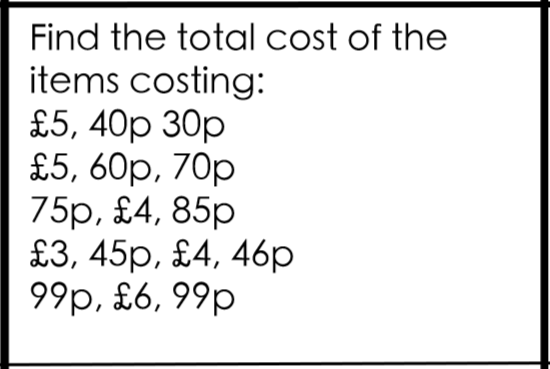 Find the total cost of the
items costing:
£5, 40p 30p
£5, 60p, 70p
75p, £4, 85p
£3, 45p, £4, 46p
99p, £6, 99p